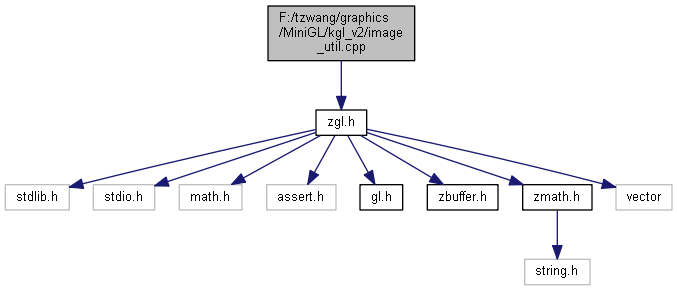 F:/tzwang/graphics
/MiniGL/kgl_v2/image
_util.cpp
zgl.h
stdlib.h
stdio.h
math.h
assert.h
gl.h
zbuffer.h
zmath.h
vector
string.h